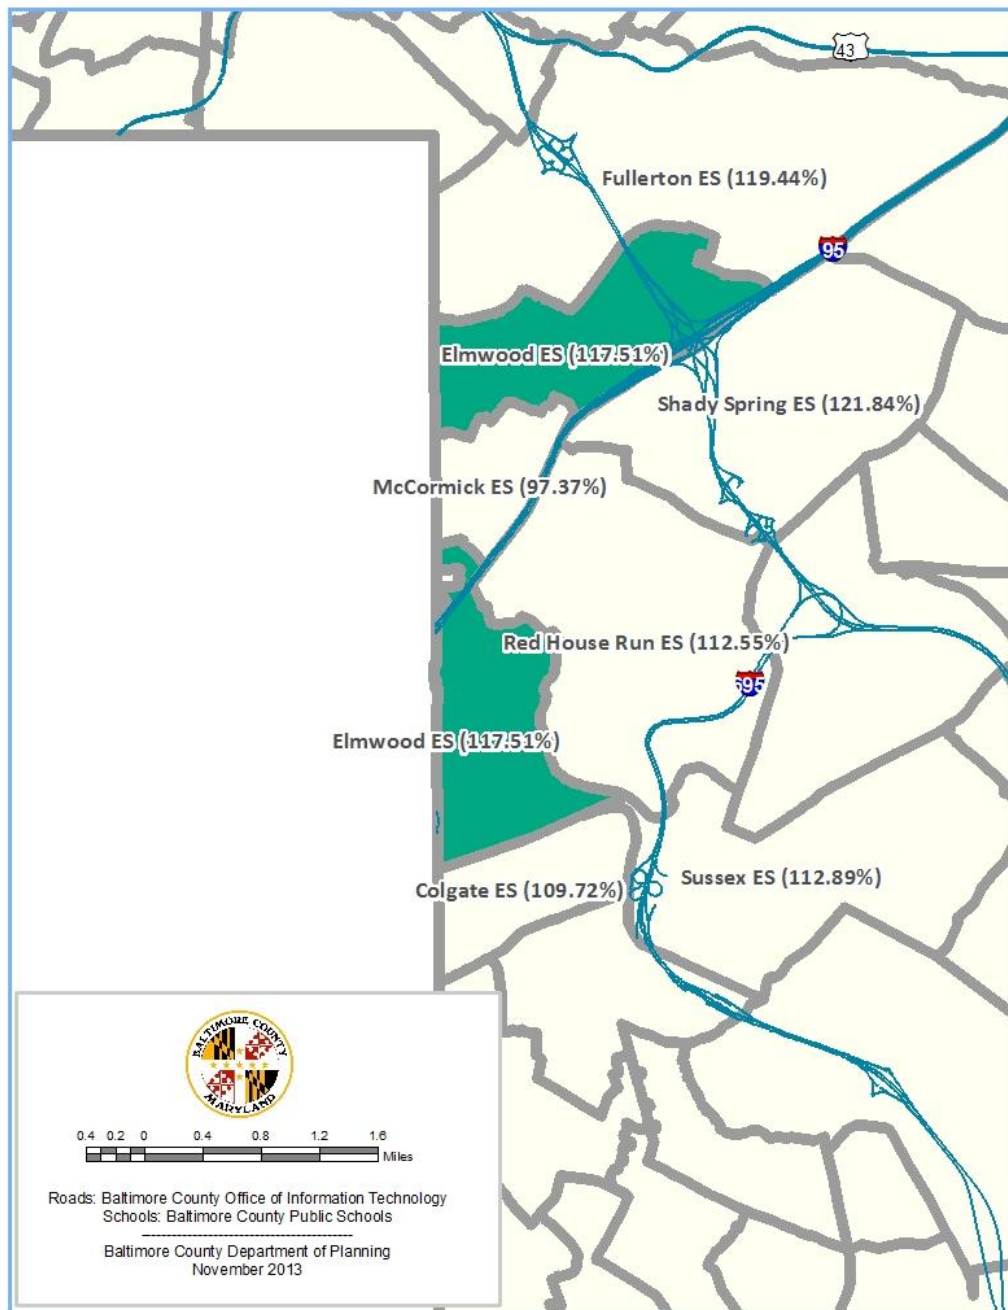 43
Fullerton ES (119.44%)
95
Elmwood ES (117.51%)
Shady Spring ES (121.84%)
McCormick ES (97.37%)
Red House Run ES (112.55%)
695
Elmwood ES (117.51%)
Sussex ES (112.89%)
Colgate ES (109.72%)
BALTIMORE COUNTY
MARYLAND
0.4 0.2 0 0.4 0.8 1.2 1.6
Miles
Roads: Baltimore County Office of Information Technology
Schools: Baltimore County Public Schools
Baltimore County Department of Planning
November 2013